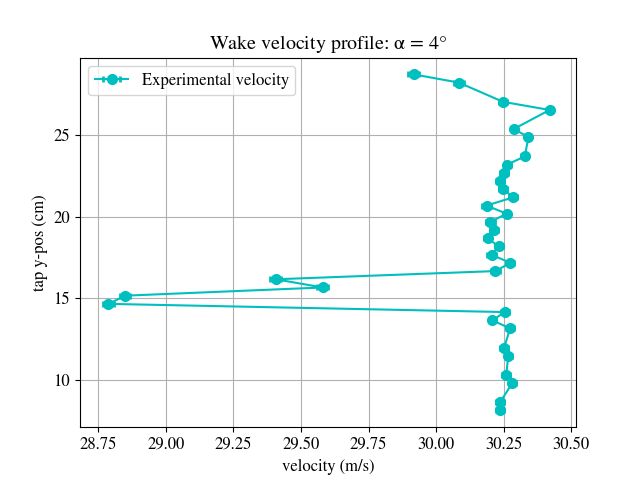 Wake velocity profile: α = 4°
Experimental velocity
tap y-pos (cm)
25
20
15
10
28.75 29.00 29.25 29.50 29.75 30.00 30.25 30.50
velocity (m/s)